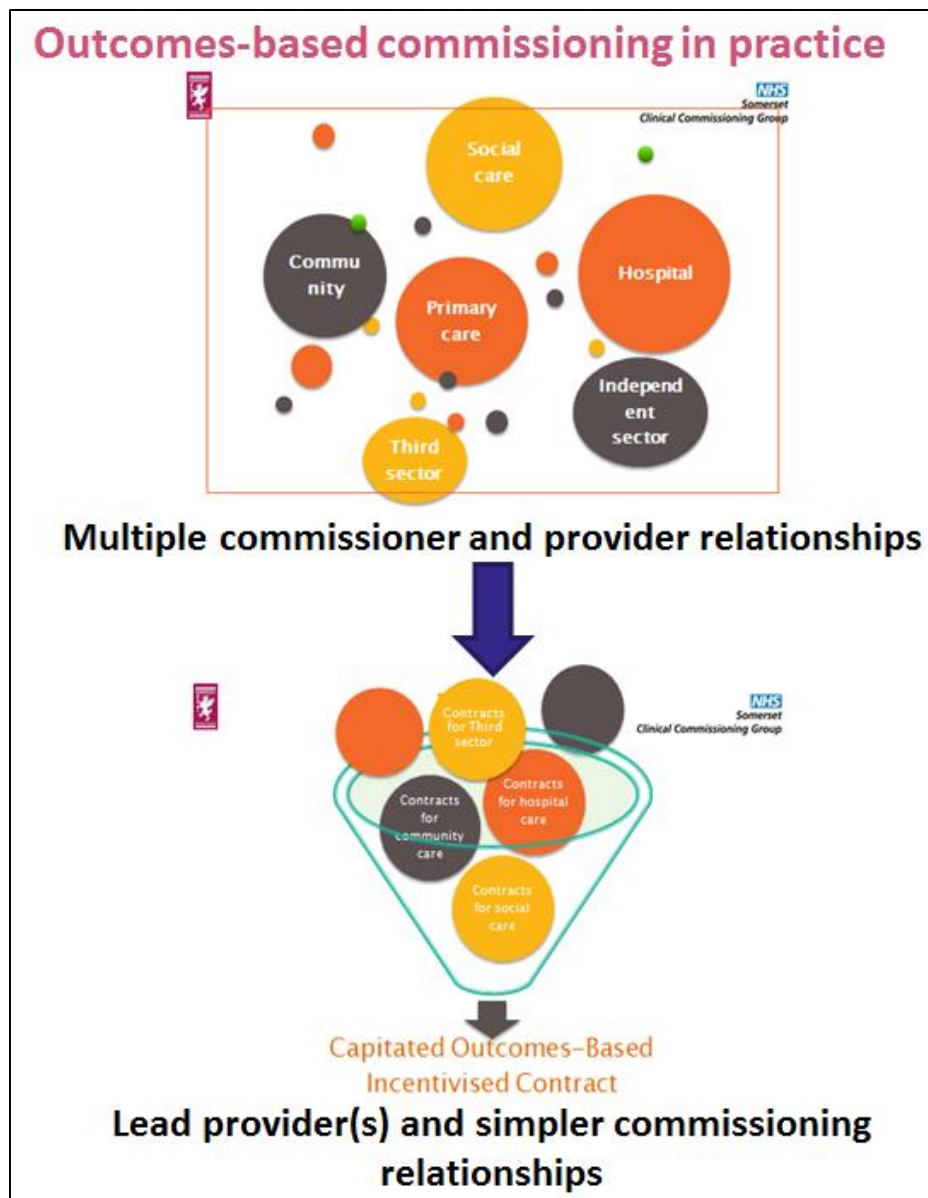 Outcomes-based commissioning in practice
NHS
Somerset
Clinical Commissioning Group
Social
care
Commu
nity
Hospital
Primary
care
Independ
ent
sector
Third
sector
Multiple commissioner and provider relationships
NHS
Somerset
Clinical Commissioning Group
Contracts
for Third
sector
Contracts
for hospital
care
Contracts
for
community
care
Contracts
for social
care
Capitated Outcomes-Based
Incentivised Contract
Lead provider(s) and simpler commissioning
relationships